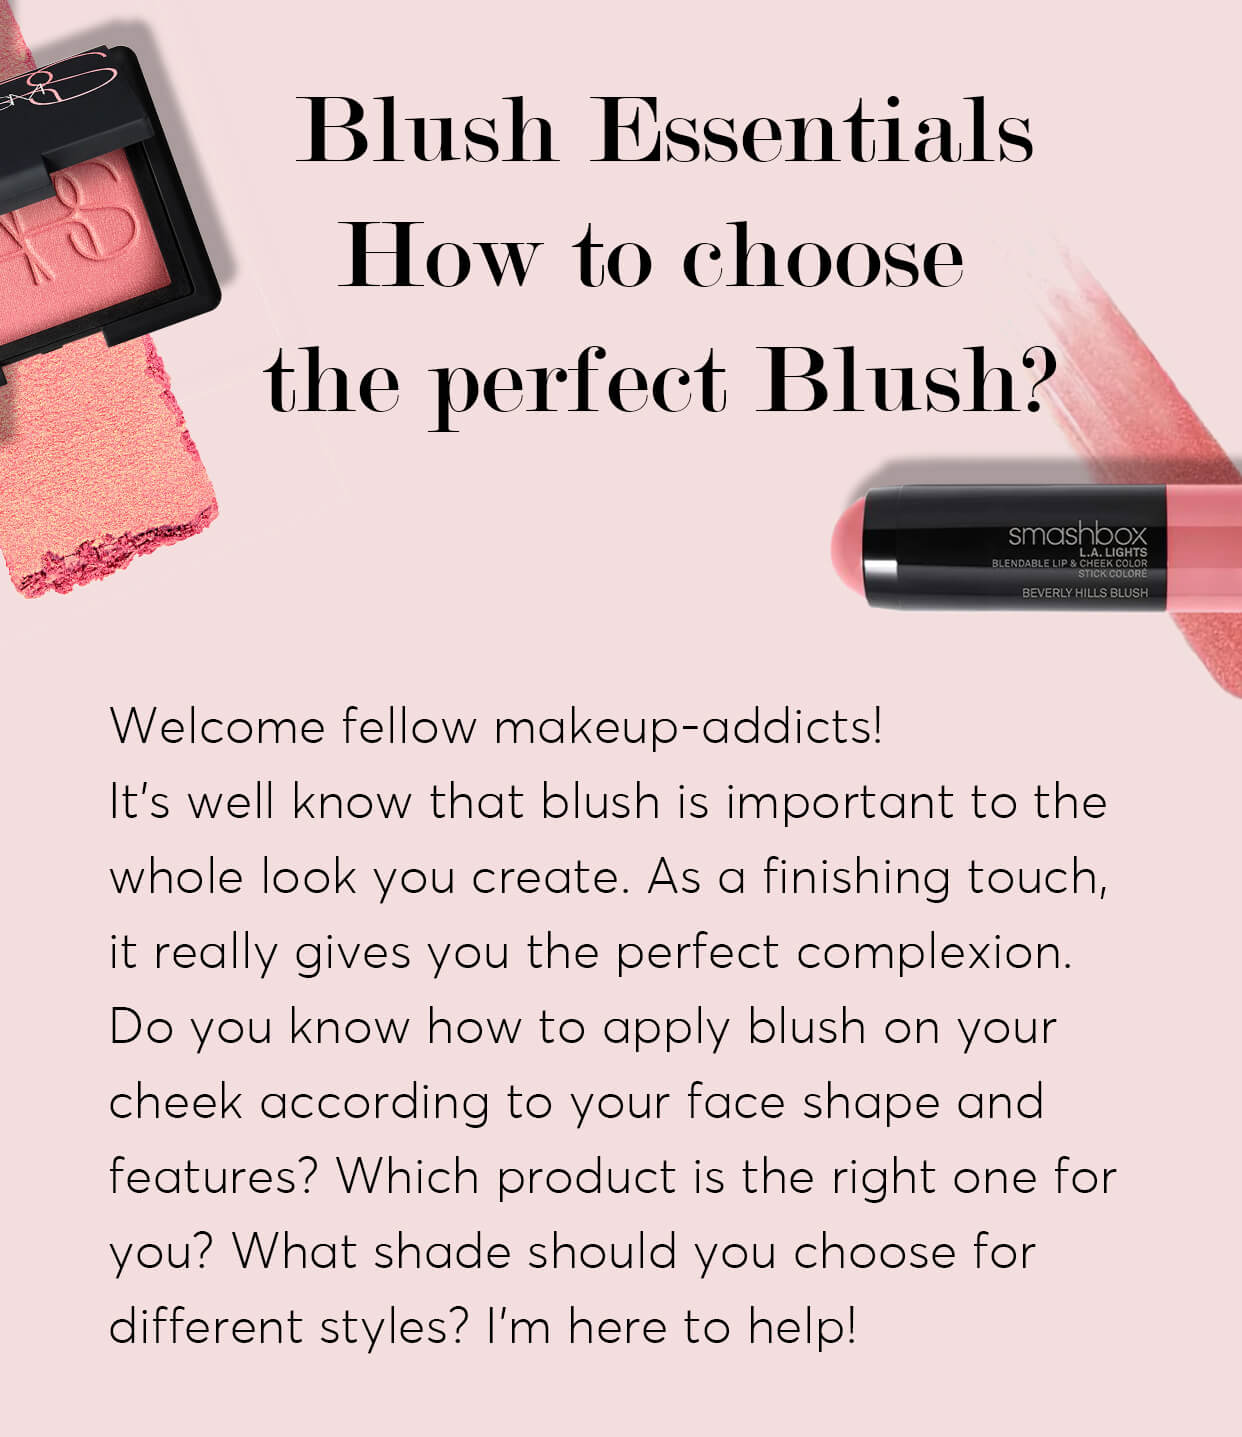 Blush Essentials
How to choose
the perfect Blush?
smashbox
L.A. LIGHTS
BLENDABLE LIP & CHEEK COLOR
STICK COLORÉ
BEVERLY HILLS BLUSH
Welcome fellow makeup-addicts!
It's well know that blush is important to the
whole look you create. As a finishing touch,
it really gives you the perfect complexion.
Do you know how to apply blush on your
cheek according to your face shape and
features? Which product is the right one for
you? What shade should you choose for
different styles? I'm here to help!